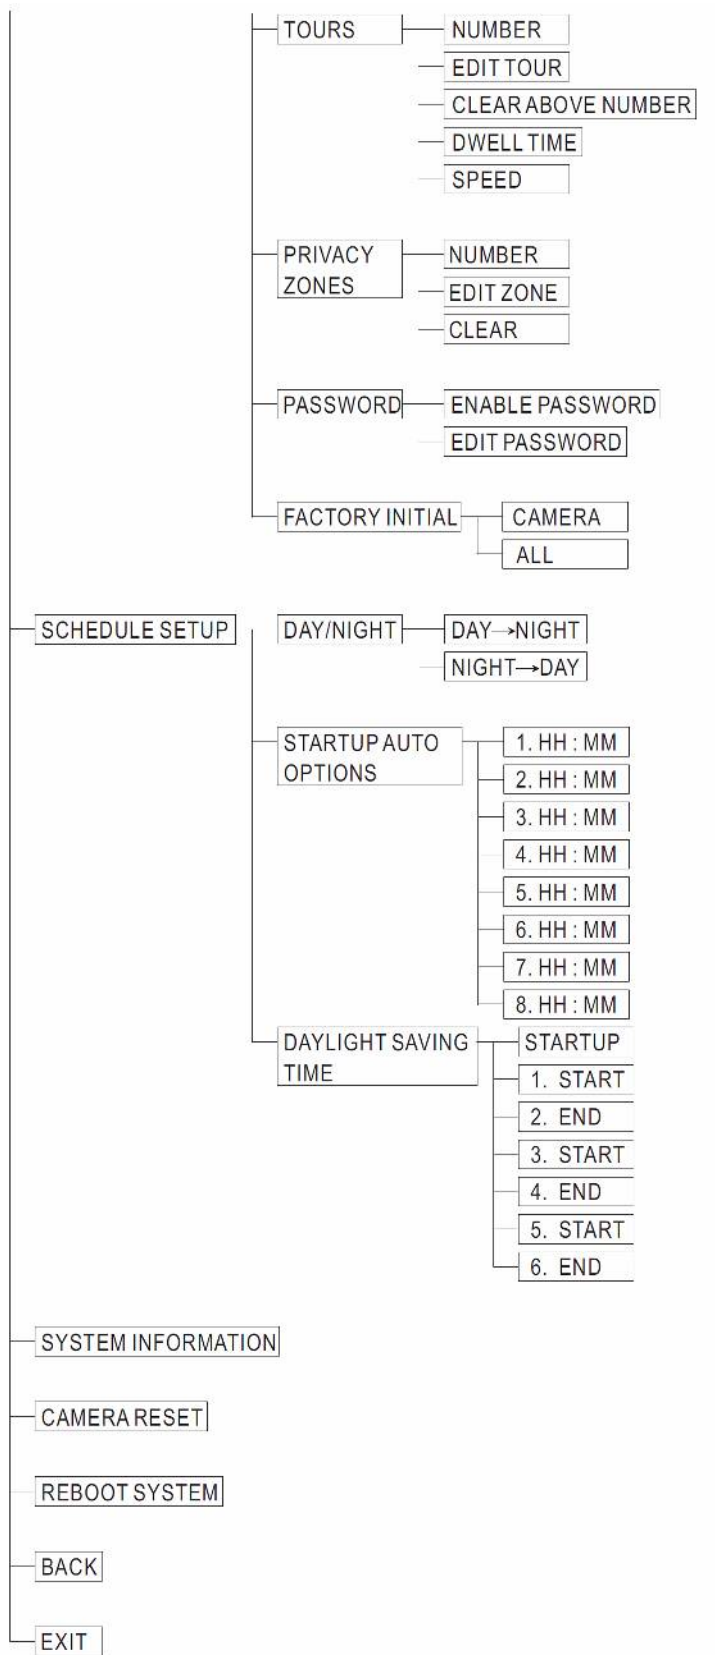 TOURS
NUMBER
EDIT TOUR
CLEAR ABOVE NUMBER
DWELL TIME
SPEED
PRIVACY
ZONES
NUMBER
EDIT ZONE
CLEAR
PASSWORD
ENABLE PASSWORD
EDIT PASSWORD
FACTORY INITIAL
CAMERA
ALL
SCHEDULE SETUP
DAY/NIGHT
DAY→NIGHT
NIGHT→DAY
STARTUP AUTO
OPTIONS
1. HH : MM
2. HH : MM
3. HH : MM
4. HH : MM
5. HH : MM
6. HH : MM
7. HH : MM
8. HH : MM
DAYLIGHT SAVING
TIME
STARTUP
1. START
2. END
3. START
4. END
5. START
6. END
SYSTEM INFORMATION
CAMERA RESET
REBOOT SYSTEM
BACK
EXIT